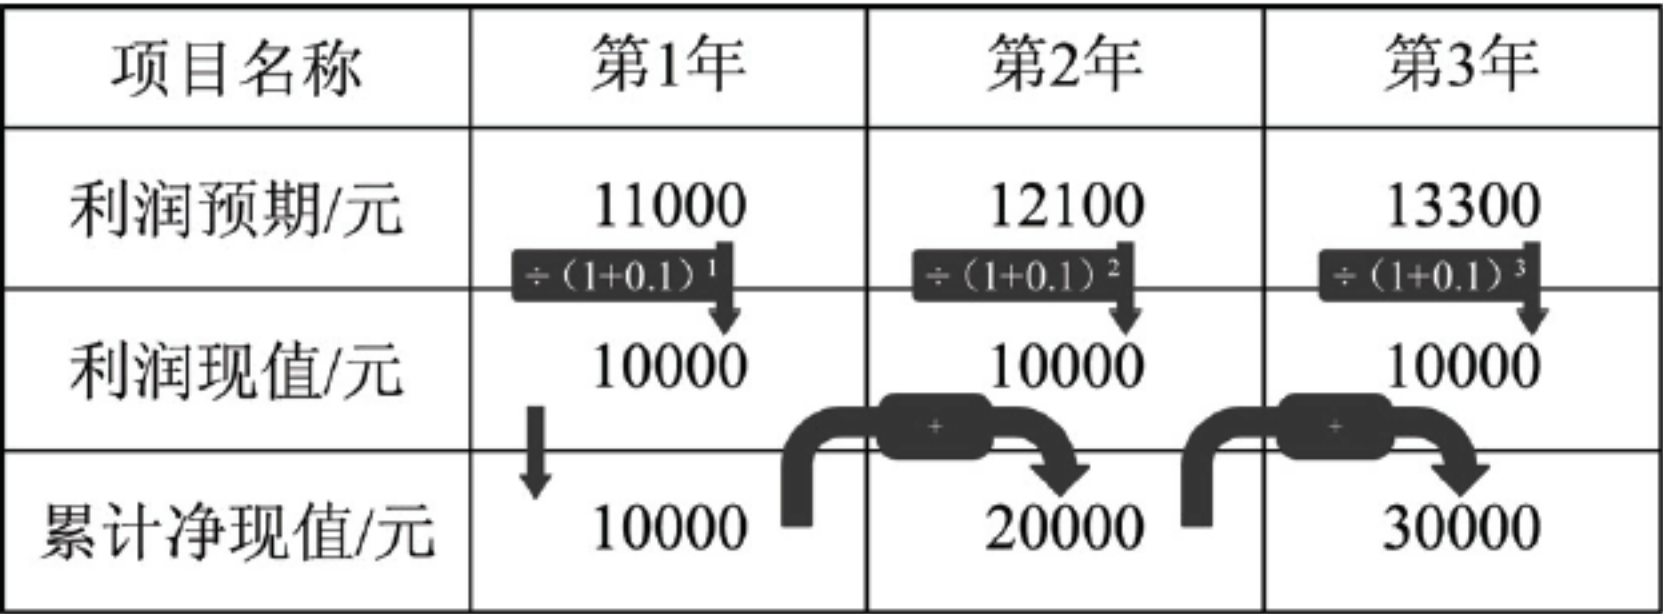 项目名称 第1年 第2年 第3年
利润预期/元 11000 12100 13300
÷（1+0.1）¹ ÷（1+0.1）² ÷（1+0.1）³
利润现值/元 10000 10000 10000
+ +
累计净现值/元 10000 20000 30000